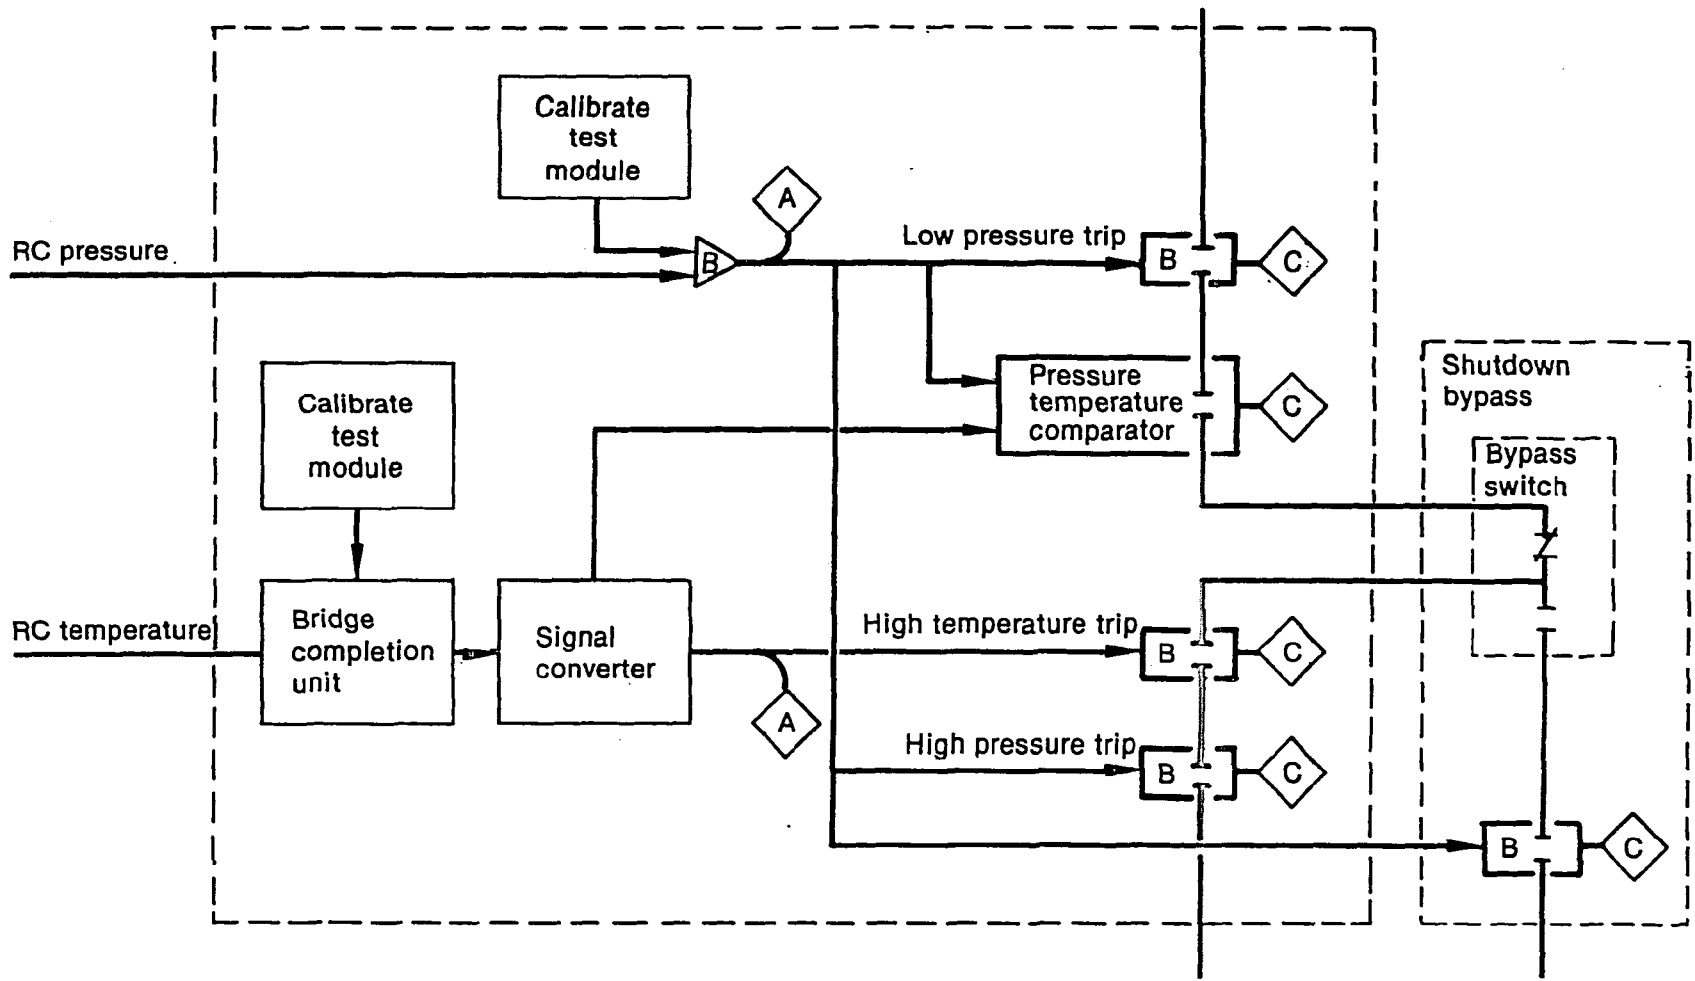 Calibrate
test
module
A
RC pressure
B
Low pressure trip
B
C
Calibrate
test
module
Pressure
temperature
comparator
C
Shutdown
bypass
Bypass
switch
RC temperature
Bridge
completion
unit
Signal
converter
High temperature trip
B
C
A
High pressure trip
B
C
B
C